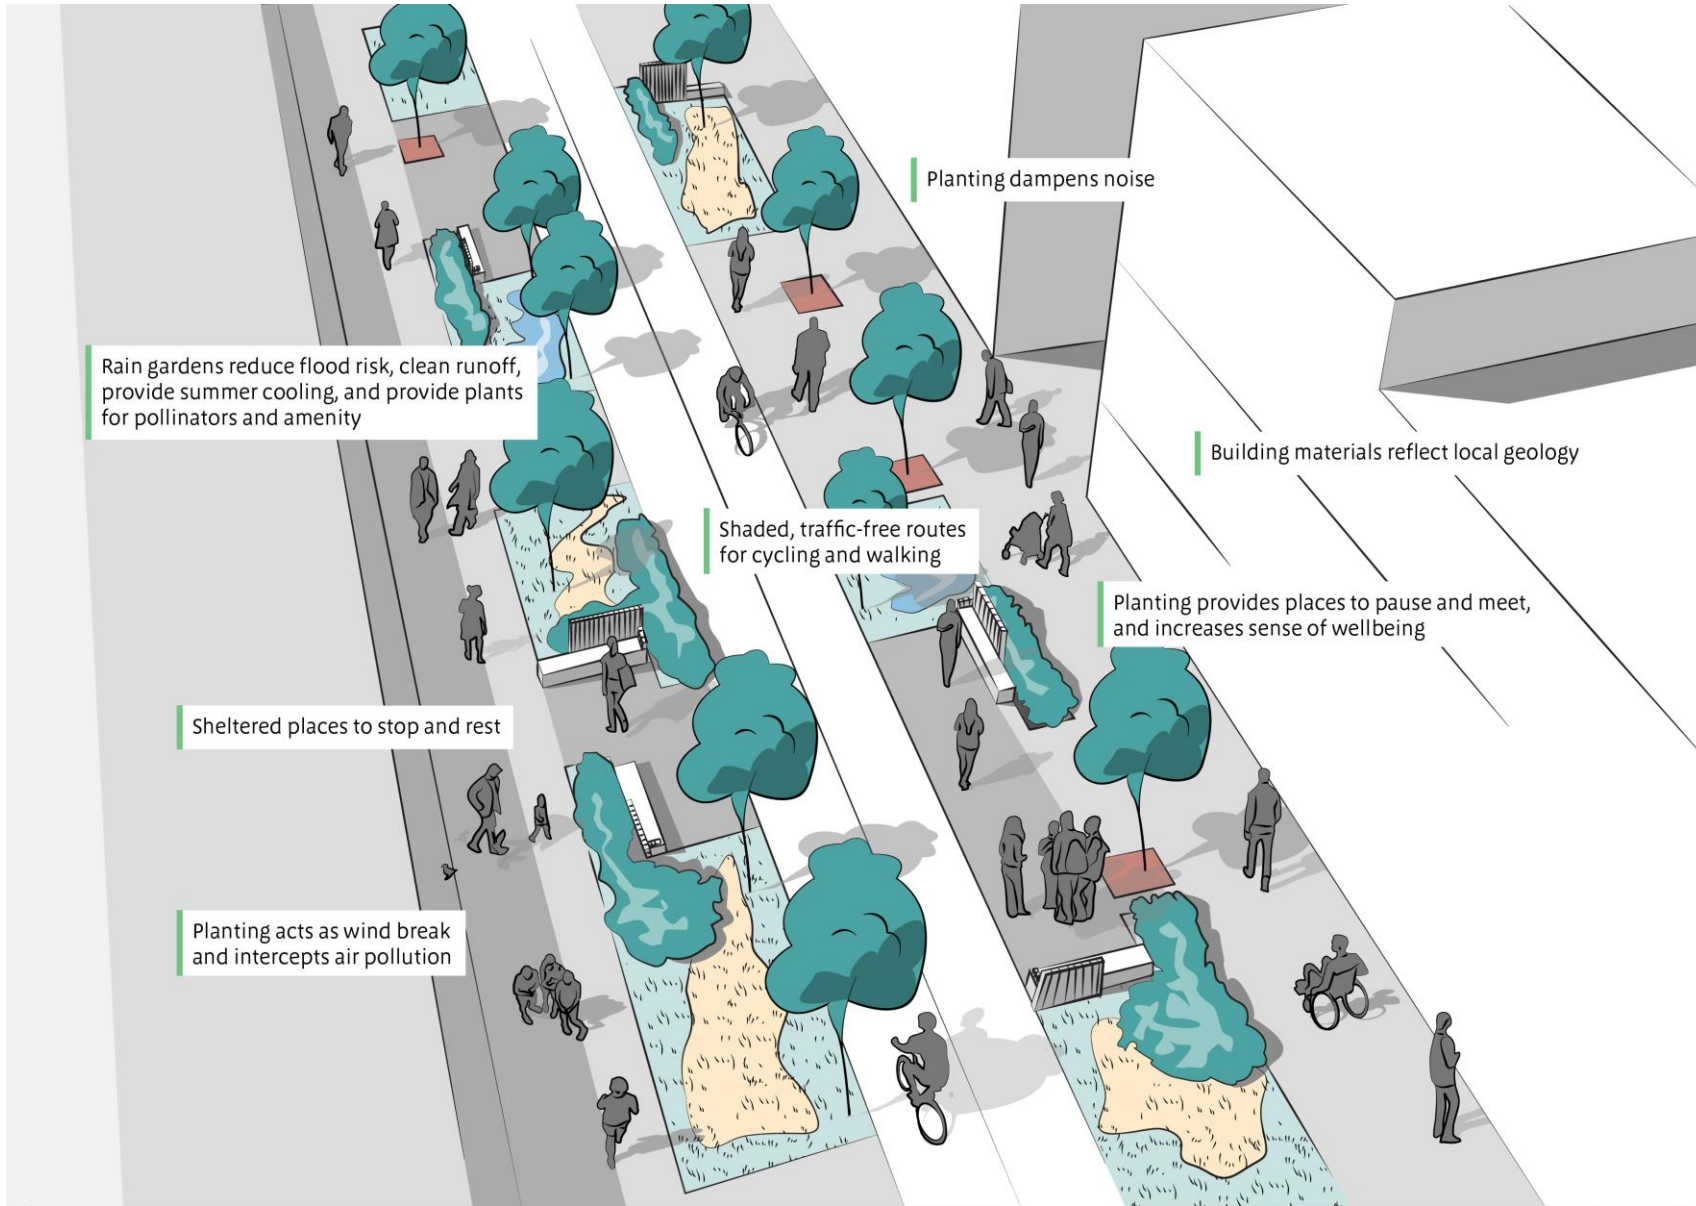 Planting dampens noise
Rain gardens reduce flood risk, clean runoff,
provide summer cooling, and provide plants
for pollinators and amenity
Building materials reflect local geology
Shaded, traffic-free routes
for cycling and walking
Planting provides places to pause and meet,
and increases sense of wellbeing
Sheltered places to stop and rest
Planting acts as wind break
and intercepts air pollution